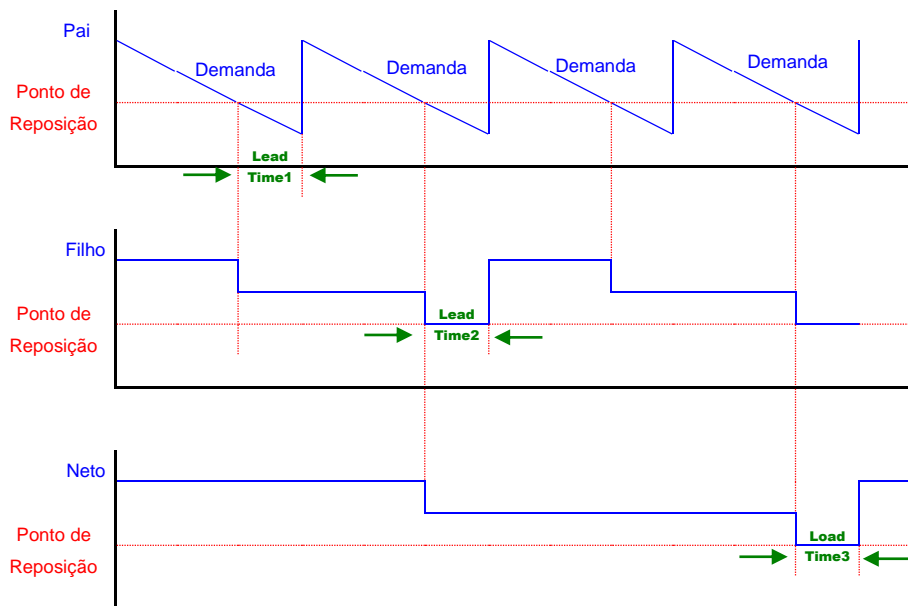 Pai
Demanda
Demanda
Demanda
Demanda
Ponto de
Reposição
Lead
Time1
Filho
Ponto de
Reposição
Lead
Time2
Neto
Ponto de
Reposição
Load
Time3